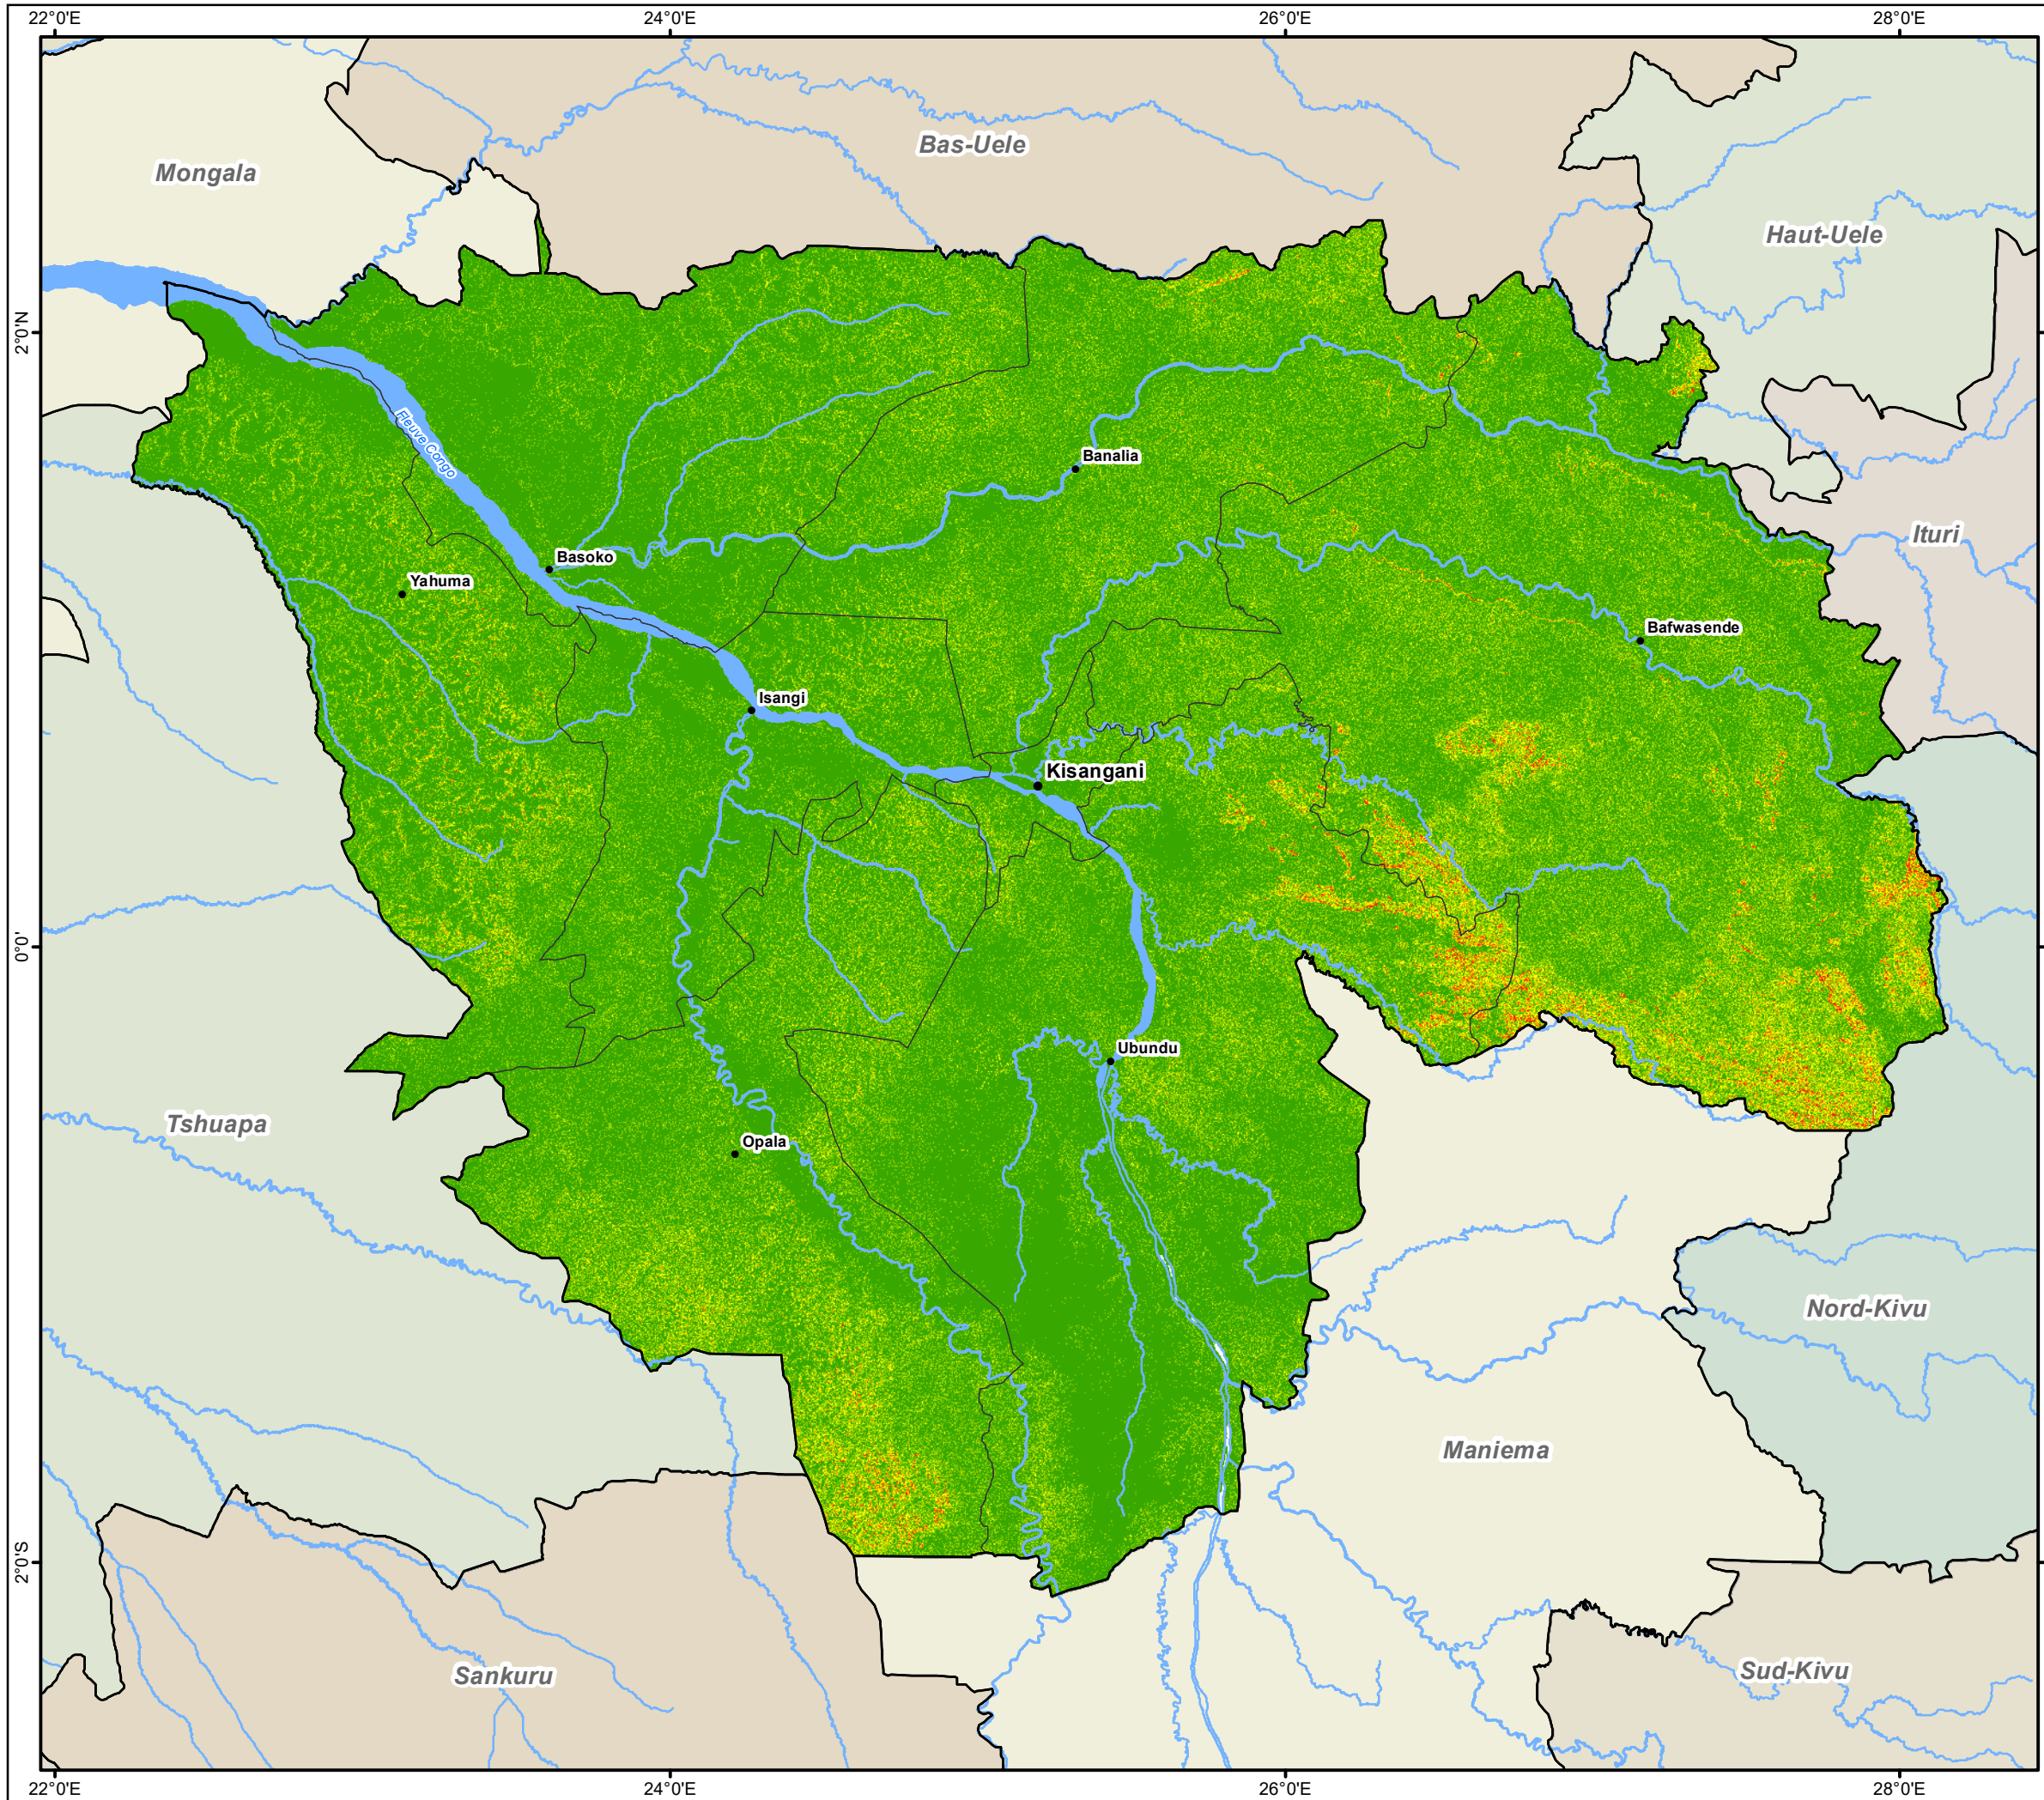 22°0'E
24°0'E
26°0'E
28°0'E
Bas-Uele
Mongala
Haut-Uele
2°0'N
2°0'N
Fleuve Congo
Banalia
Ituri
Basoko
Yahuma
Bafwasende
Isangi
Kisangani
0°0'
Ubundu
Tshuapa
Opala
Nord-Kivu
Maniema
2°0'S
Sankuru
Sud-Kivu
22°0'E
24°0'E
26°0'E
28°0'E